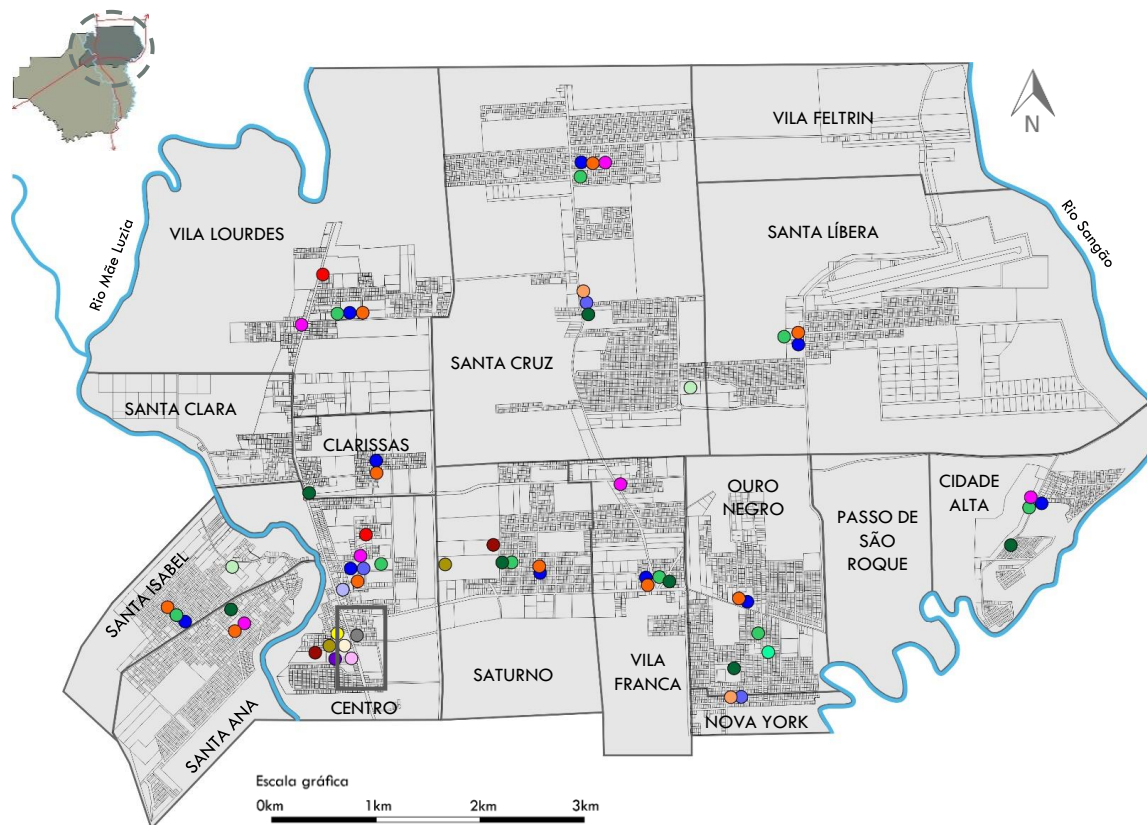 VILA FELTRIN
N
VILA LOURDES
SANTA LÍBERA
Rio Mãe Luzia
Rio Sangão
SANTA CRUZ
SANTA CLARA
CLARISSAS
OURO
NEGRO
CIDADE
ALTA
PASSO DE
SÃO
ROQUE
SANTA ISABEL
SATURNO
VILA
FRANCA
CENTRO
NOVA YORK
SANTA ANA
Escala gráfica
0km 1km 2km 3km